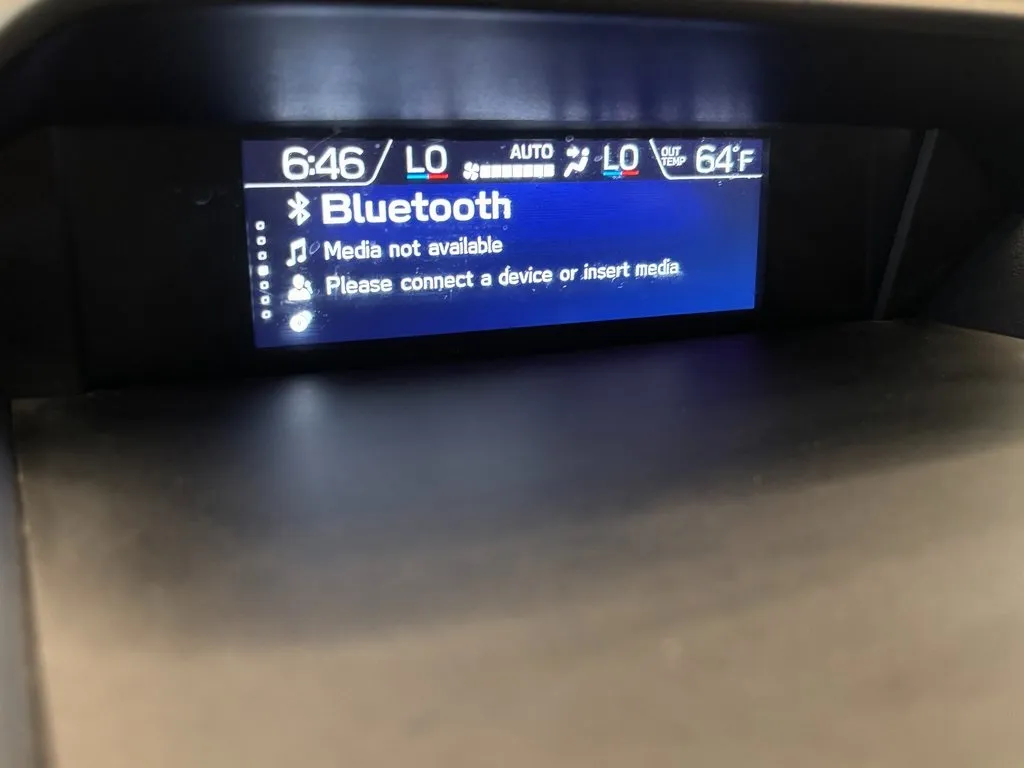 6:46 LO AUTO LO OUT TEMP 64°F
Bluetooth
Media not available
Please connect a device or insert media